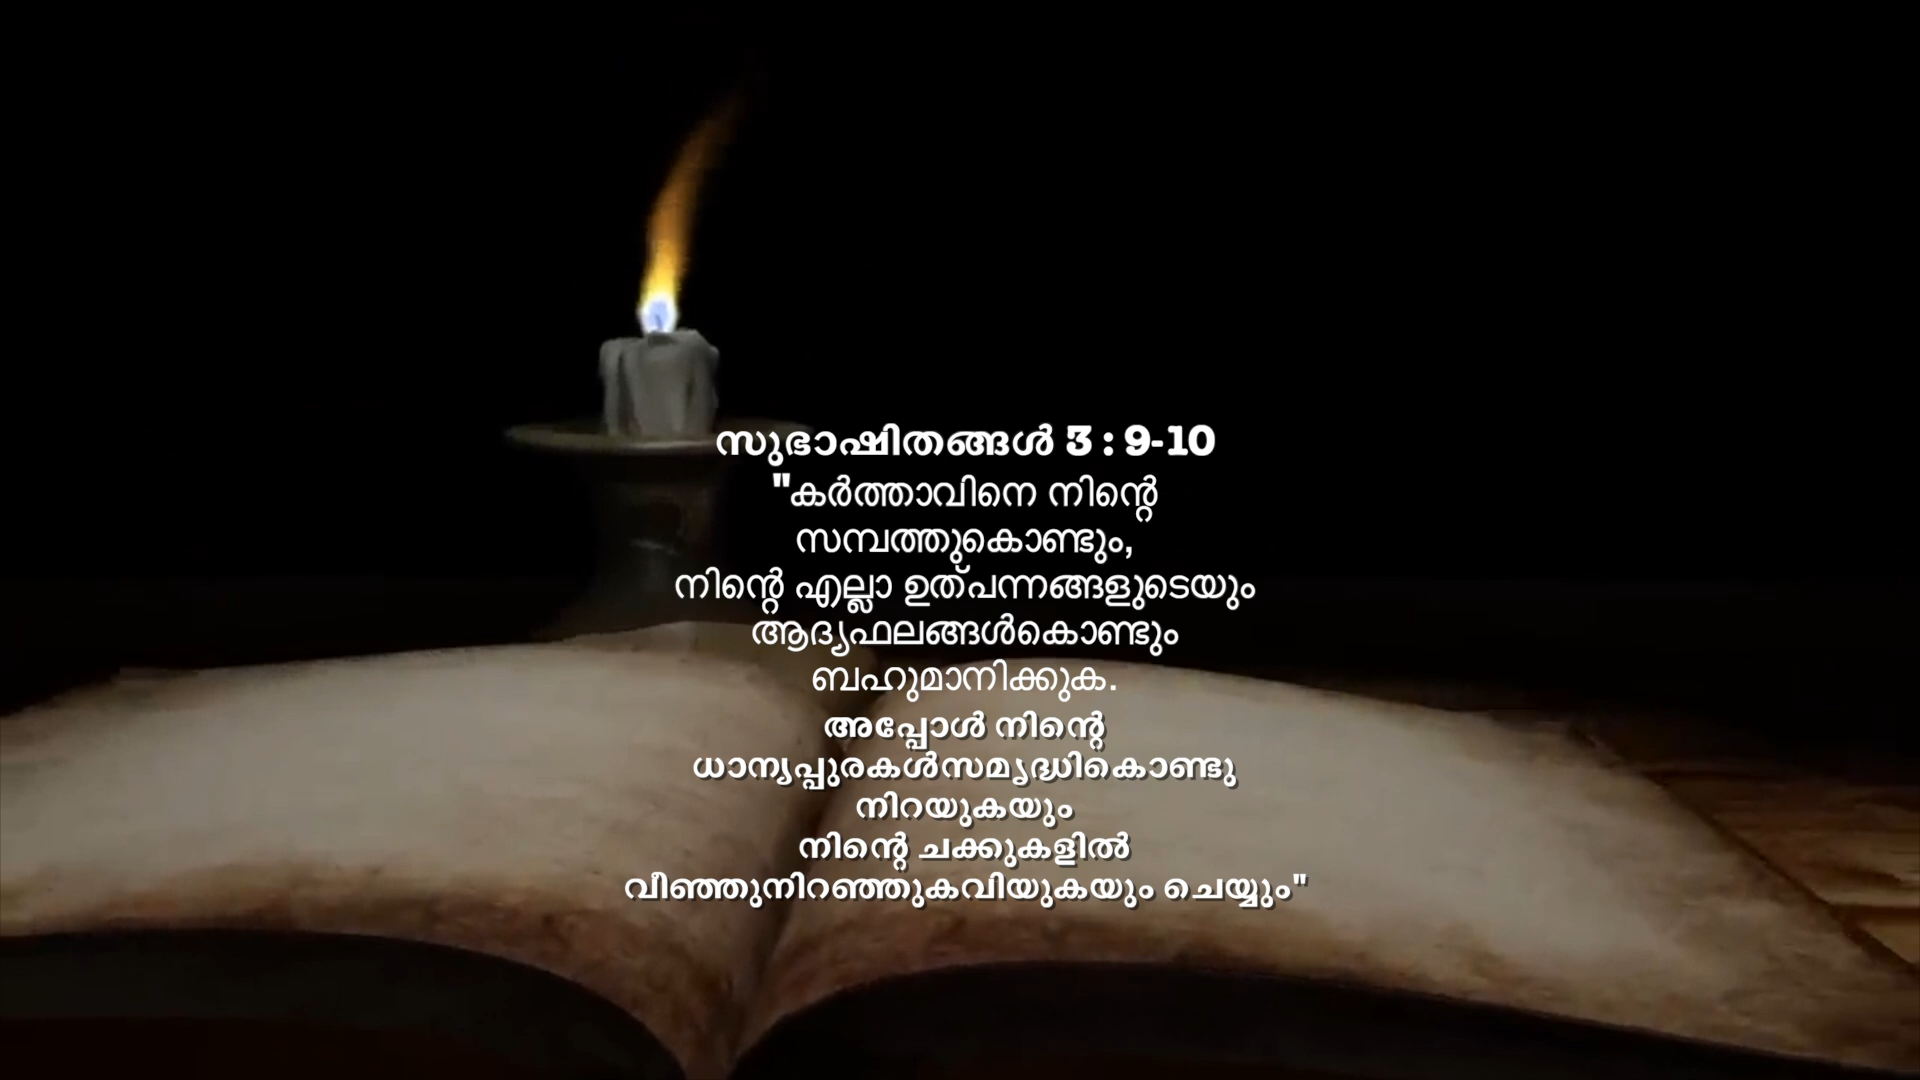 സുഭാഷിതങ്ങൾ 3 : 9-10
"കർത്താവിനെ നിന്റെ
സമ്പത്തുകൊണ്ടും,
നിന്റെ എല്ലാ ഉത്പന്നങ്ങളുടെയും
ആദ്യഫലങ്ങൾകൊണ്ടും
ബഹുമാനിക്കുക.
അപ്പോൾ നിന്റെ
ധാന്യപ്പുരകൾസമൃദ്ധികൊണ്ടു
നിറയുകയും
നിന്റെ ചക്കുകളിൽ
വീഞ്ഞുനിറഞ്ഞുകവിയുകയും ചെയ്യും"